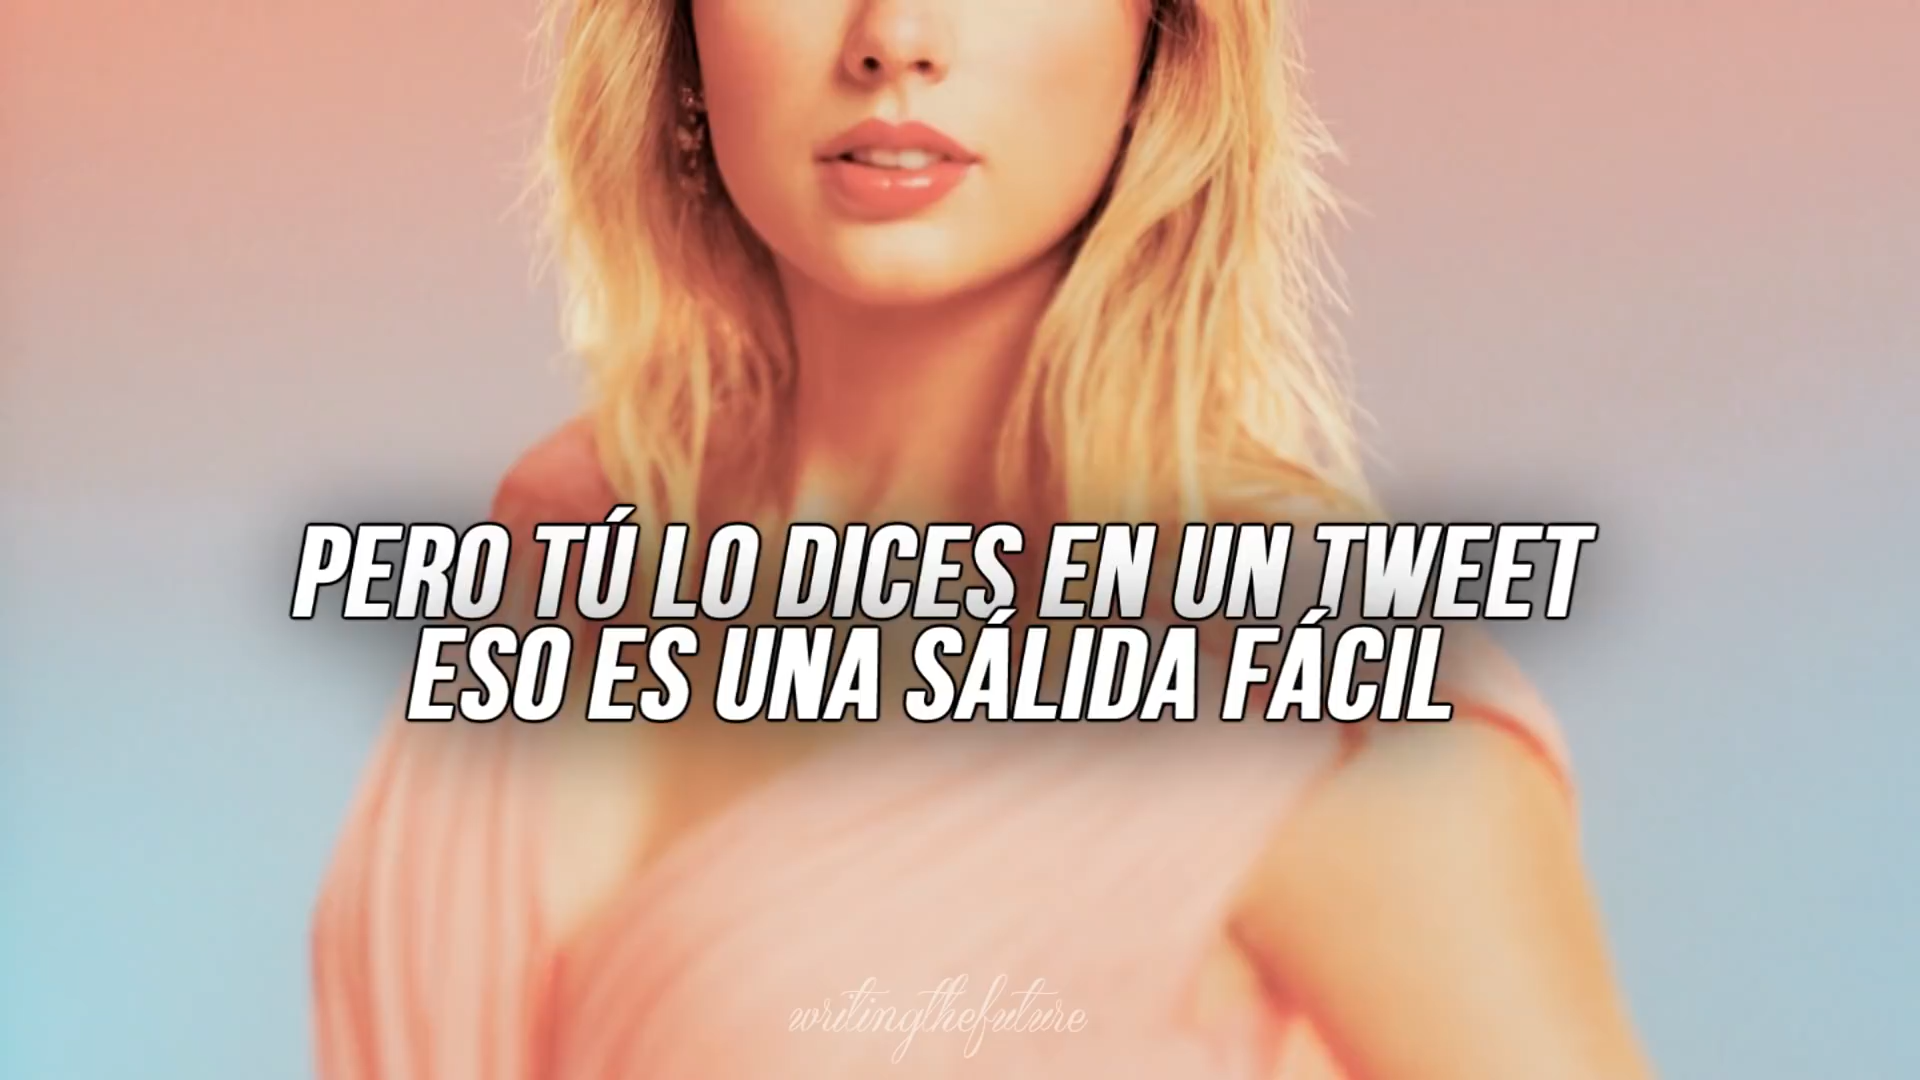 PERO TÚ LO DICES EN UN TWEET
ESO ES UNA SÁLIDA FÁCIL
writingthefuture